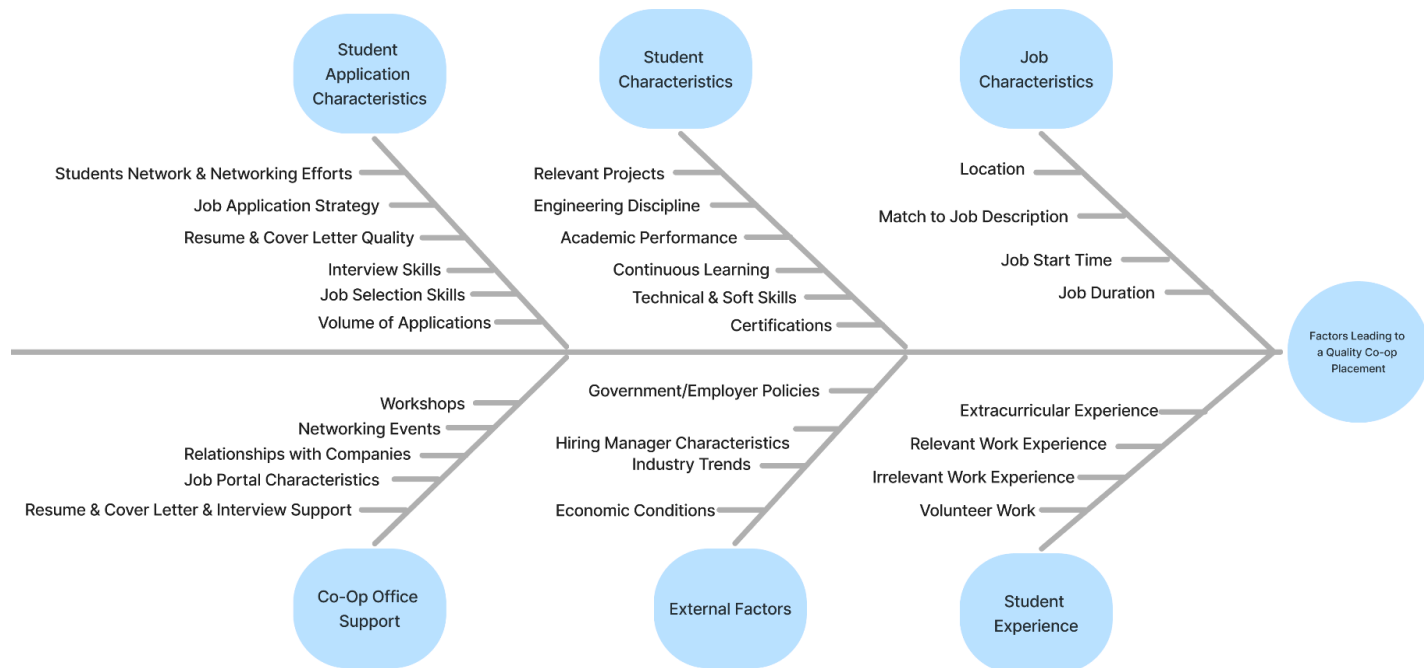 Student
Application
Characteristics
Student
Characteristics
Job
Characteristics
Students Network & Networking Efforts
Job Application Strategy
Resume & Cover Letter Quality
Interview Skills
Job Selection Skills
Volume of Applications
Relevant Projects
Engineering Discipline
Academic Performance
Continuous Learning
Technical & Soft Skills
Certifications
Location
Match to Job Description
Job Start Time
Job Duration
Factors Leading to
a Quality Co-op
Placement
Workshops
Networking Events
Relationships with Companies
Job Portal Characteristics
Resume & Cover Letter & Interview Support
Government/Employer Policies
Hiring Manager Characteristics
Industry Trends
Economic Conditions
Extracurricular Experience
Relevant Work Experience
Irrelevant Work Experience
Volunteer Work
Co-Op Office
Support
External Factors
Student
Experience